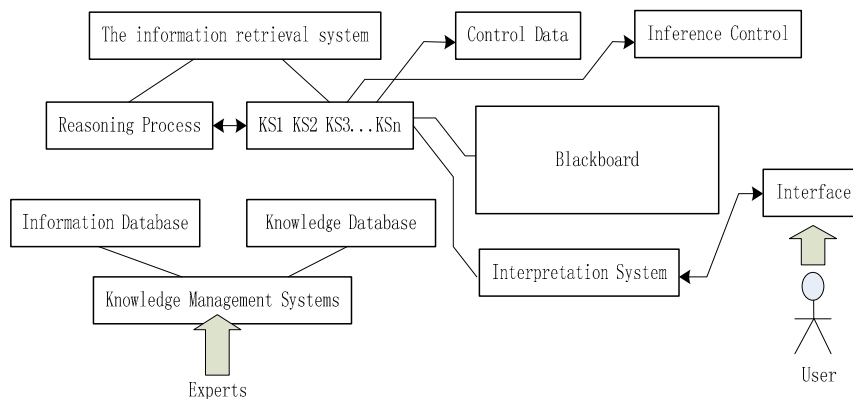 The information retrieval system
Control Data
Inference Control
Reasoning Process
KS1 KS2 KS3...KSn
Blackboard
Interface
Information Database
Knowledge Database
Interpretation System
Knowledge Management Systems
User
Experts